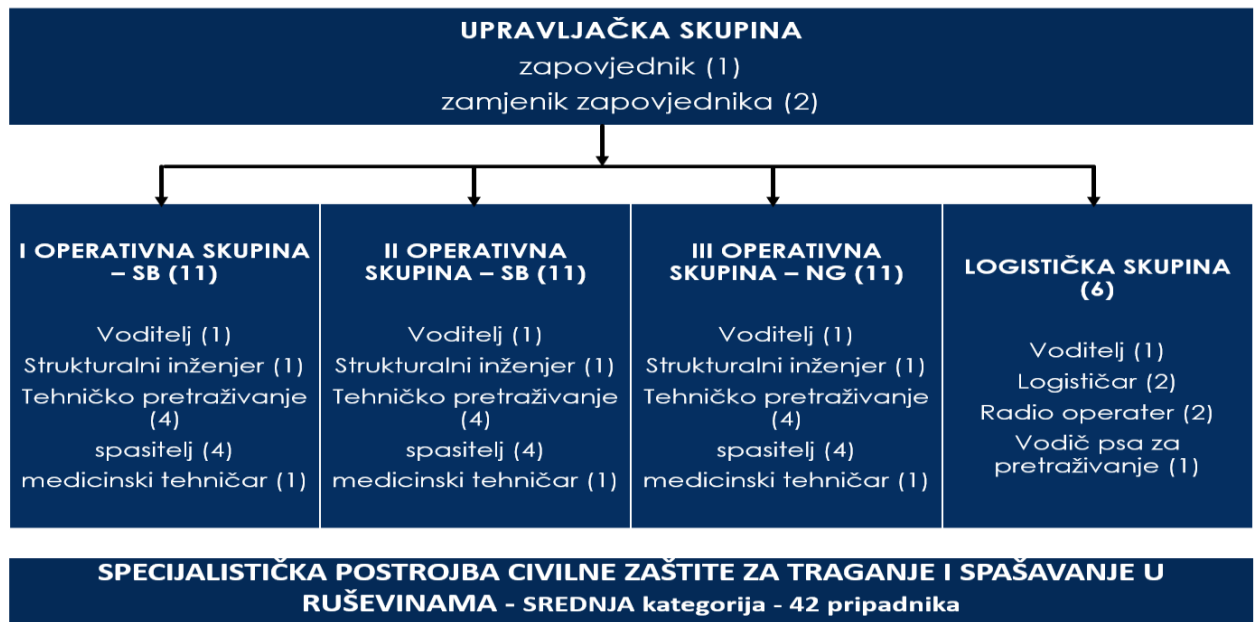 UPRAVLJAČKA SKUPINA
zapovjednik (1)
zamjenik zapovjednika (2)
I OPERATIVNA SKUPINA
– SB (11)
Voditelj (1)
Strukturalni inženjer (1)
Tehničko pretraživanje
(4)
spasitelj (4)
medicinski tehničar (1)
II OPERATIVNA
SKUPINA – SB (11)
Voditelj (1)
Strukturalni inženjer (1)
Tehničko pretraživanje
(4)
spasitelj (4)
medicinski tehničar (1)
III OPERATIVNA
SKUPINA – NG (11)
Voditelj (1)
Strukturalni inženjer (1)
Tehničko pretraživanje
(4)
spasitelj (4)
medicinski tehničar (1)
LOGISTIČKA SKUPINA
(6)
Voditelj (1)
Logističar (2)
Radio operater (2)
Vodič psa za
pretraživanje (1)
SPECIJALISTIČKA POSTROJBA CIVILNE ZAŠTITE ZA TRAGANJE I SPAŠAVANJE U
RUŠEVINAMA - SREDNJA kategorija - 42 pripadnika